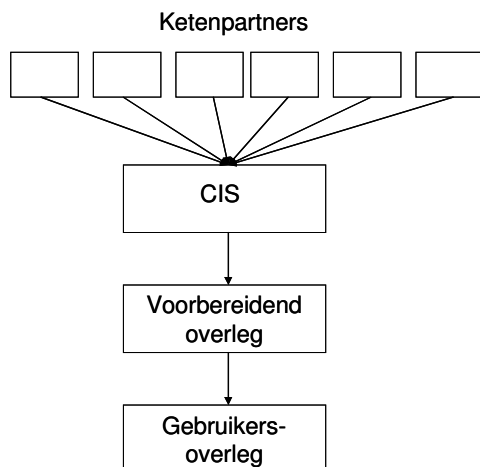 Ketenpartners
CIS
Voorbereidend
overleg
Gebruikers-
overleg